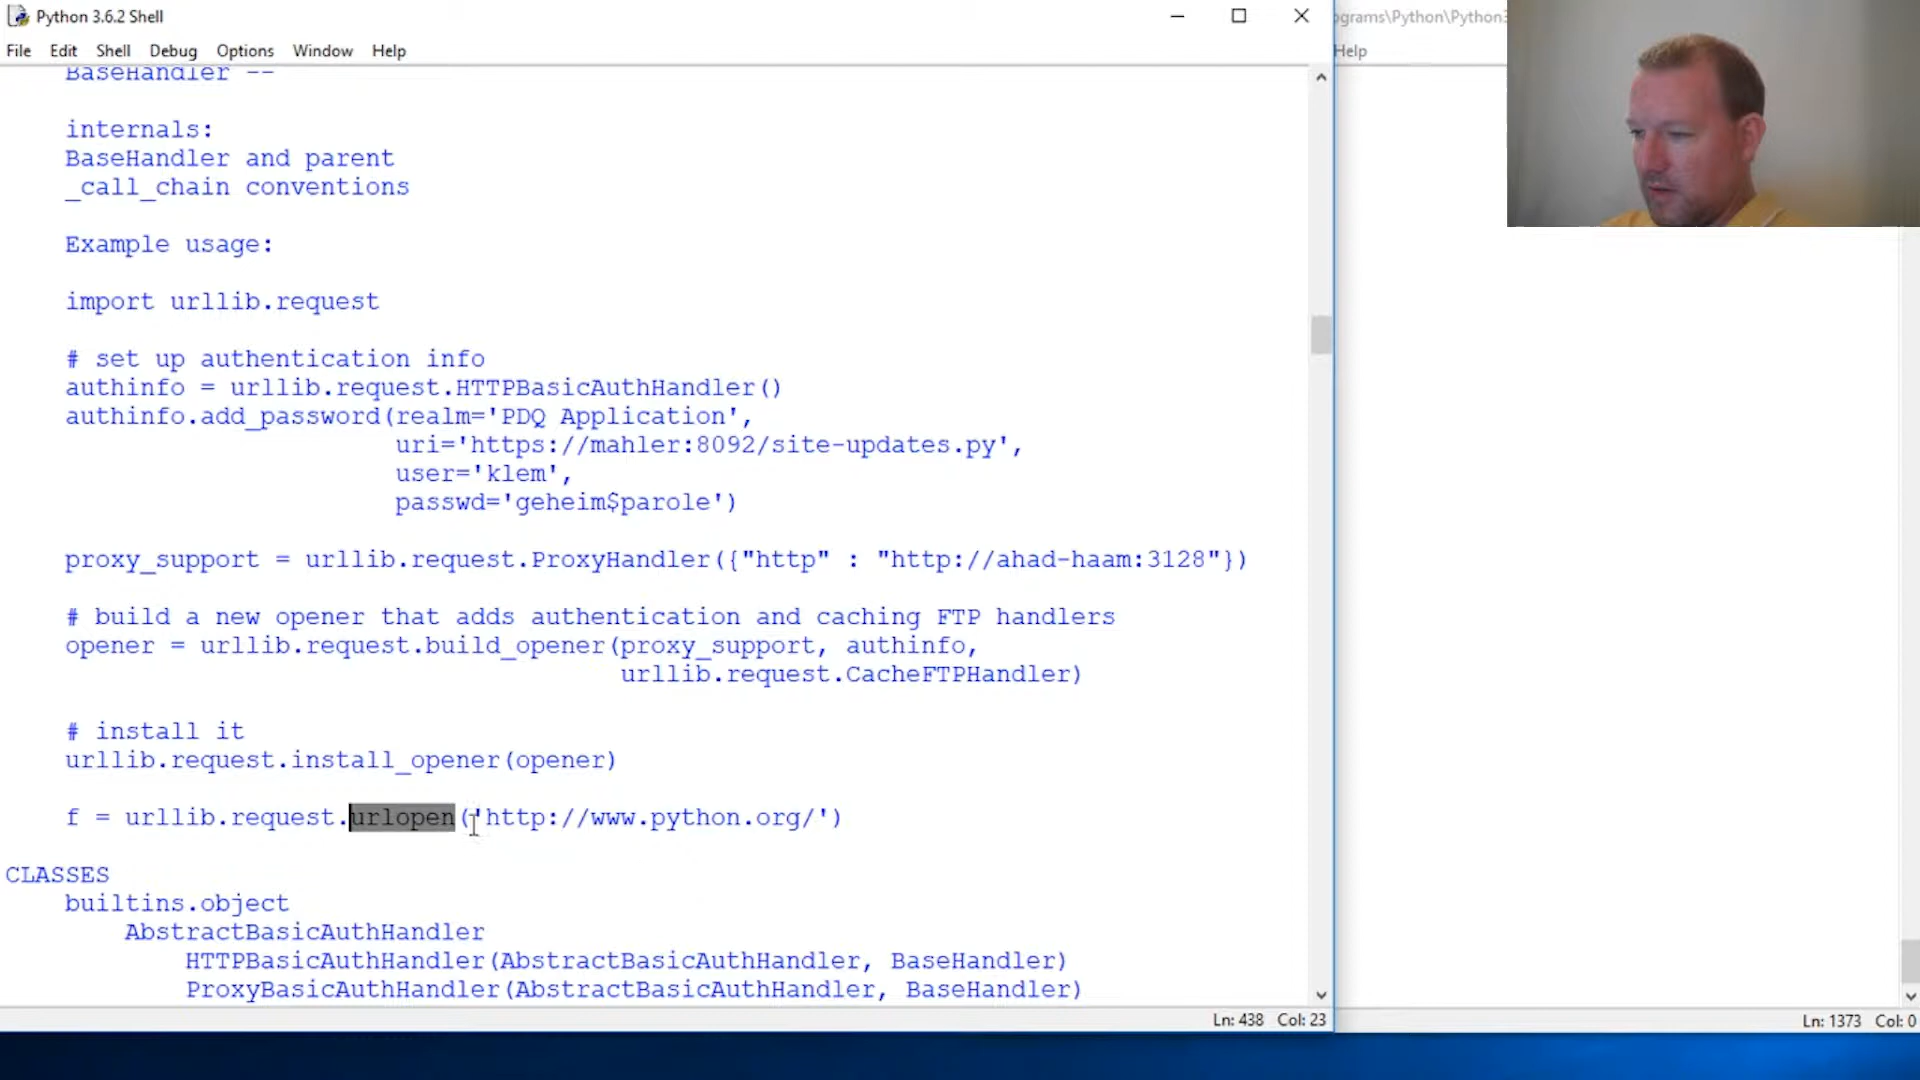 Python 3.6.2 Shell
ograms\Python\Python3
File Edit Shell Debug Options Window Help
Help
BaseHandler --
internals:
BaseHandler and parent
_call_chain conventions
Example usage:
import urllib.request
# set up authentication info
authinfo = urllib.request.HTTPBasicAuthHandler()
authinfo.add_password(realm='PDQ Application',
uri='https://mahler:8092/site-updates.py',
user='klem',
passwd='geheim$parole')
proxy_support = urllib.request.ProxyHandler({"http" : "http://ahad-haam:3128"})
# build a new opener that adds authentication and caching FTP handlers
opener = urllib.request.build_opener(proxy_support, authinfo,
urllib.request.CacheFTPHandler)
# install it
urllib.request.install_opener(opener)
f = urllib.request.urlopen('http://www.python.org/')
CLASSES
builtins.object
AbstractBasicAuthHandler
HTTPBasicAuthHandler(AbstractBasicAuthHandler, BaseHandler)
ProxyBasicAuthHandler(AbstractBasicAuthHandler, BaseHandler)
Ln: 438 Col: 23
Ln: 1373 Col: 0